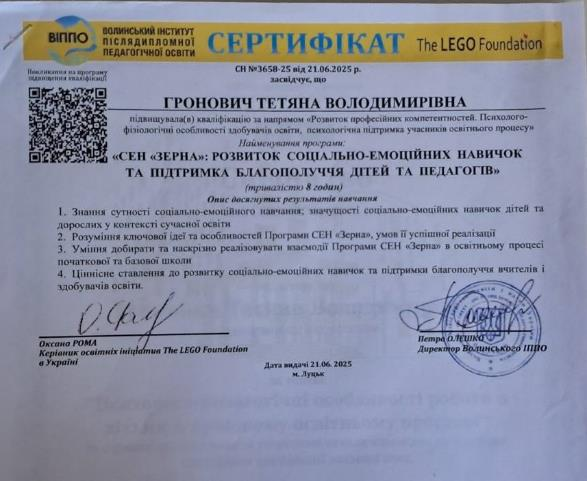 ВІППО
ВОЛИНСЬКИЙ ІНСТИТУТ
ПІСЛЯДИПЛОМНОЇ
ПЕДАГОГІЧНОЇ ОСВІТИ
СЕРТИФІКАТ
The LEGO Foundation
Покликання на програму
підвищення кваліфікації
СН №3658-25 від 21.06.2025 р.
засвідчує, що
ГРОНОВИЧ ТЕТЯНА ВОЛОДИМИРІВНА
підвищувала(в) кваліфікацію за напрямом «Розвиток професійних компетентностей. Психолого-
фізіологічні особливості здобувачів освіти, психологічна підтримка учасників освітнього процесу»
Найменування програми:
«СЕН «ЗЕРНА»: РОЗВИТОК СОЦІАЛЬНО-ЕМОЦІЙНИХ НАВИЧОК
ТА ПІДТРИМКА БЛАГОПОЛУЧЧЯ ДІТЕЙ ТА ПЕДАГОГІВ»
(тривалістю 8 годин)
Опис досягнутих результатів навчання
1. Знання сутності соціально-емоційного навчання; значущості соціально-емоційних навичок дітей та
дорослих у контексті сучасної освіти
2. Розуміння ключової ідеї та особливостей Програми СЕН «Зерна», умов її успішної реалізації
3. Уміння добирати та наскрізно реалізовувати взаємодії Програми СЕН «Зерна» в освітньому процесі
початкової та базової школи
4. Ціннісне ставлення до розвитку соціально-емоційних навичок та підтримки благополуччя вчителів і
здобувачів освіти.
Оксана РОМА
Керівник освітніх ініціатив The LEGO Foundation
в Україні
Петро ОЛЕШКО
Директор Волинського ІППО
Дата видачі 21.06. 2025
м. Луцьк